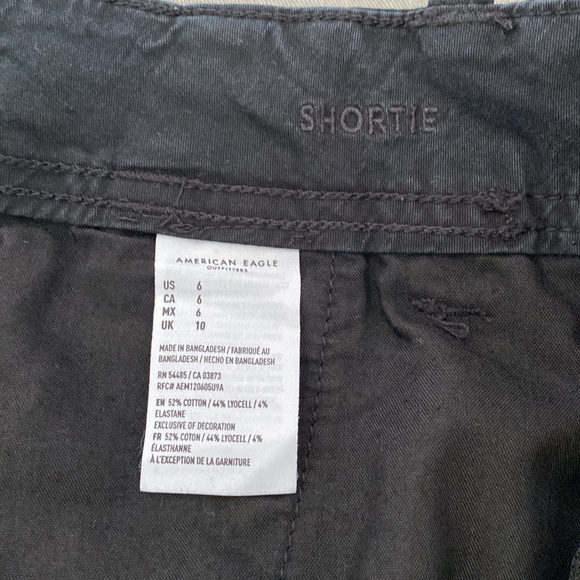 SHORTIE
AMERICAN EAGLE
OUTFITTERS
US 6
CA 6
MX 6
UK 10
MADE IN BANGLADESH / FABRIQUÉ AU
BANGLADESH / HECHO EN BANGLADESH
RN 54485 / CA 03873
RFC# AEM120605U9A
EN 52% COTTON / 44% LYOCELL / 4%
ELASTANE
EXCLUSIVE OF DECORATION
FR 52% COTON / 44% LYOCELL / 4%
ÉLASTHANNE
À L'EXCEPTION DE LA GARNITURE